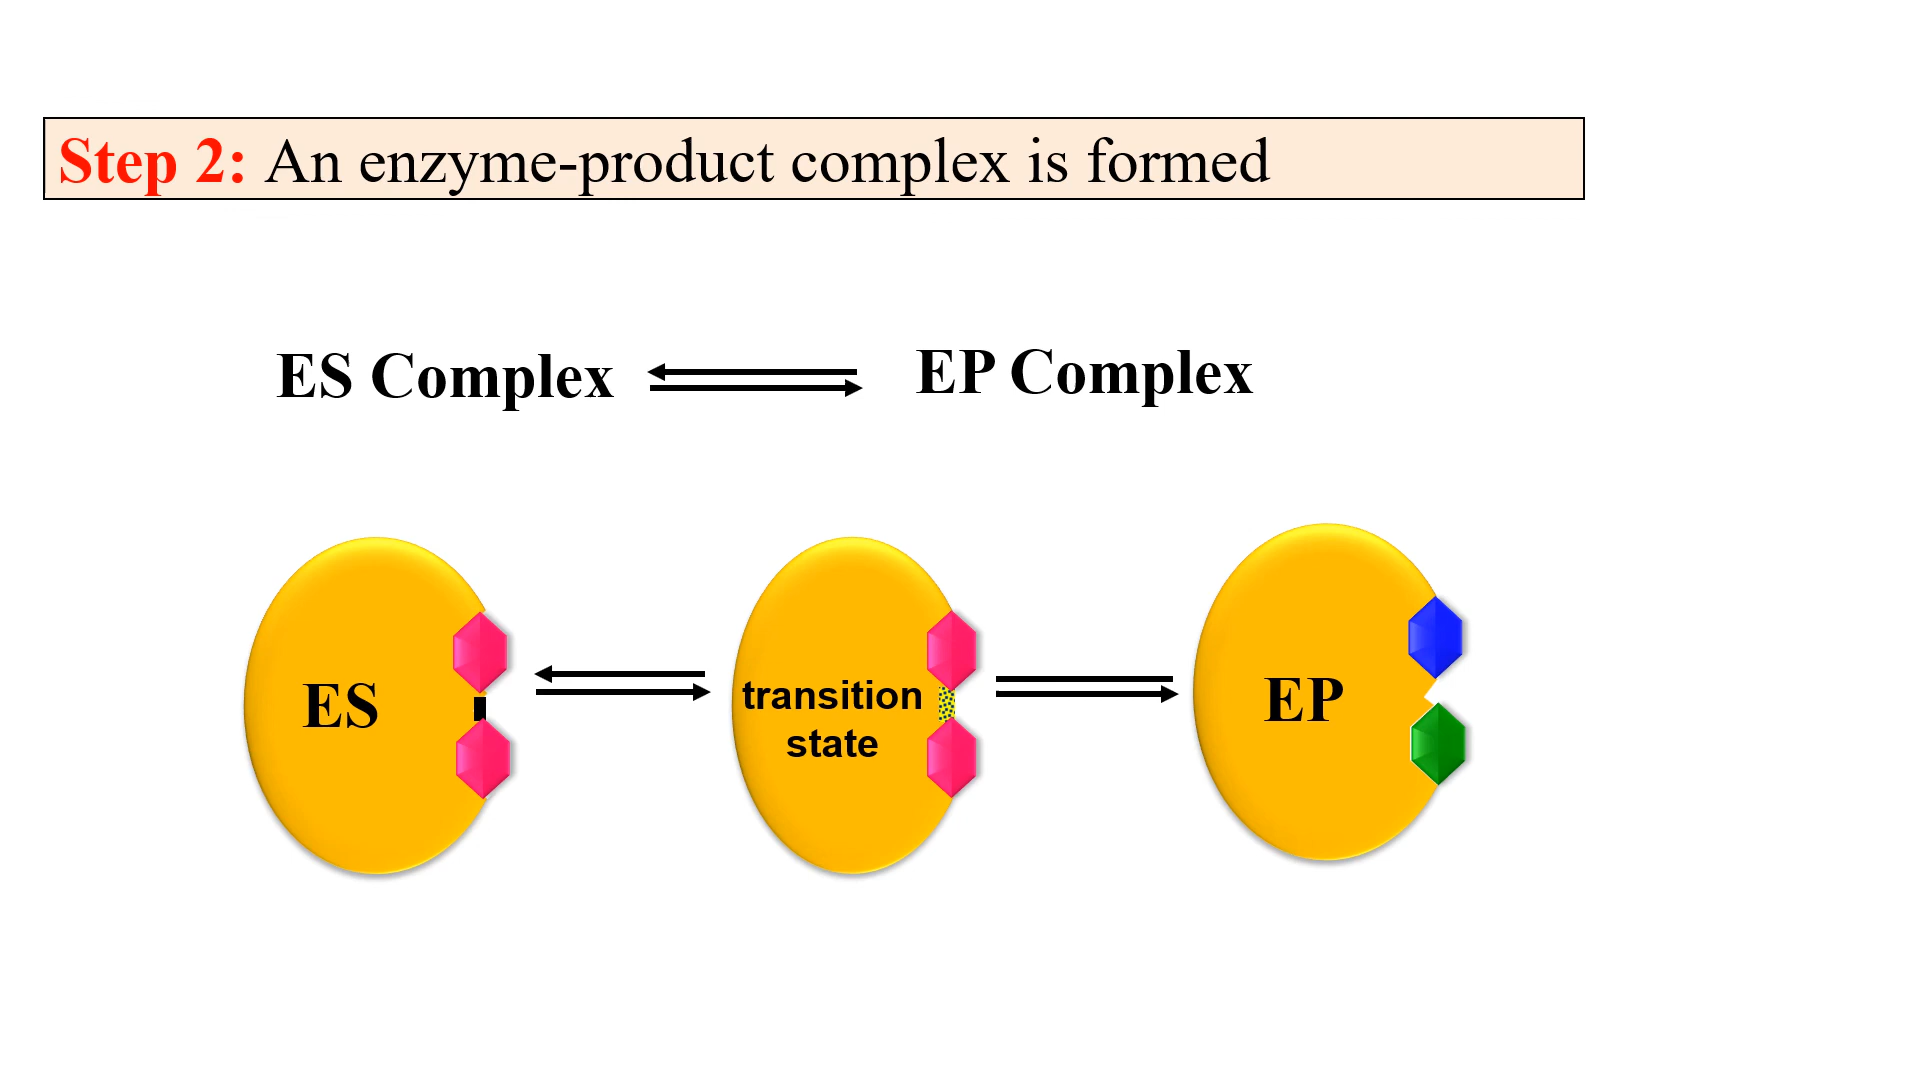 Step 2: An enzyme-product complex is formed
ES Complex EP Complex
ES transition state EP